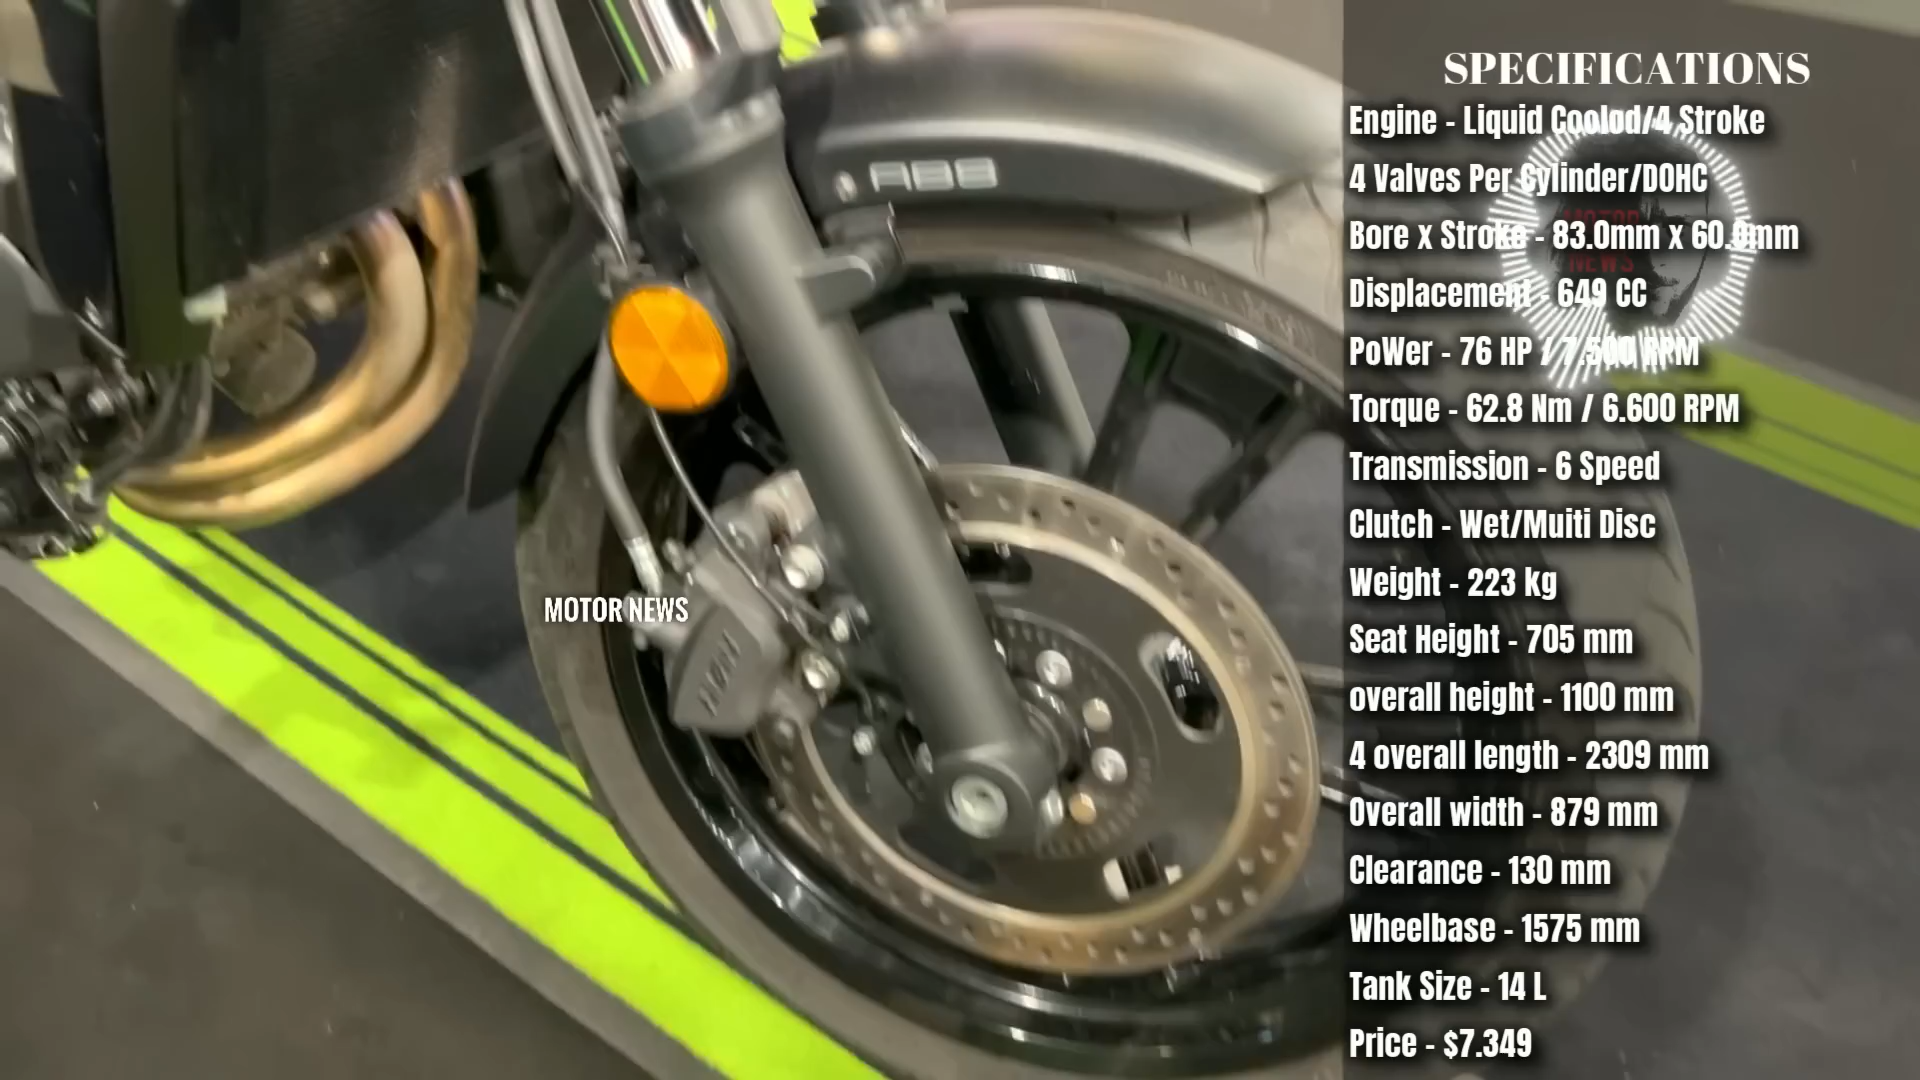 SPECIFICATIONS
Engine - Liquid Coolod/4 Stroke
4 Valves Per Cylinder/DOHC
Bore x Stroke - 83.0mm x 60.0mm
Displacement - 649 CC
PoWer - 76 HP / 7.500 RPM
Torque - 62.8 Nm / 6.600 RPM
Transmission - 6 Speed
Clutch - Wet/Muiti Disc
Weight - 223 kg
Seat Height - 705 mm
overall height - 1100 mm
4 overall length - 2309 mm
Overall width - 879 mm
Clearance - 130 mm
Wheelbase - 1575 mm
Tank Size - 14 L
Price - $7.349
MOTOR NEWS
ABS
NISSIN
MOTOR
NEWS